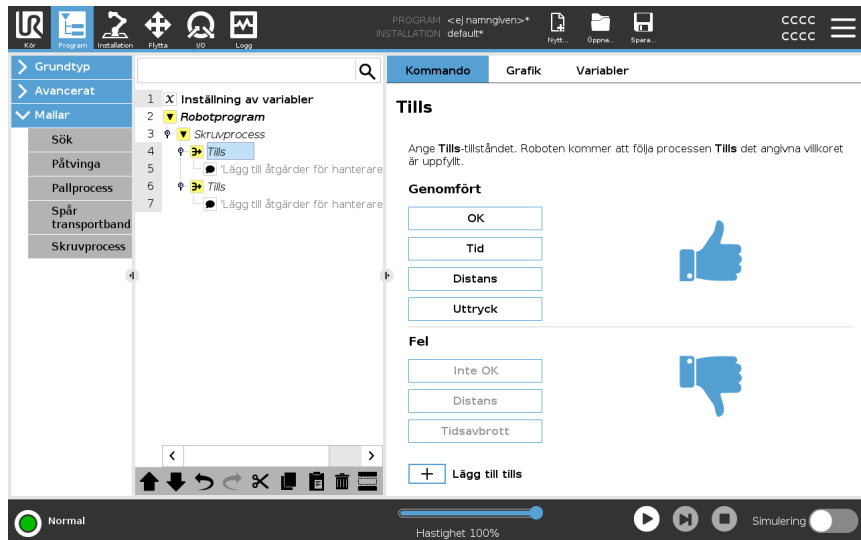 UR
PROGRAM <ej namngiven>*
INSTALLATION default*
CCCC
CCCC
Kör
Program
Installation
Flytta
I/O
Logg
Nytt...
Öppna...
Spara...
Grundtyp
Avancerat
Mallar
Sök
Påtvinga
Pallprocess
Spår
transportband
Skruvprocess
1 X Inställning av variabler
2 Robotprogram
3 Skruvprocess
4 Tills
5 'Lägg till åtgärder för hanterare
6 Tills
7 'Lägg till åtgärder för hanterare
Kommando
Grafik
Variabler
Tills
Ange Tills-tillståndet. Roboten kommer att följa processen Tills det angivna villkoret
är uppfyllt.
Genomfört
OK
Tid
Distans
Uttryck
Fel
Inte OK
Distans
Tidsavbrott
+ Lägg till tills
Normal
Hastighet 100%
Simulering